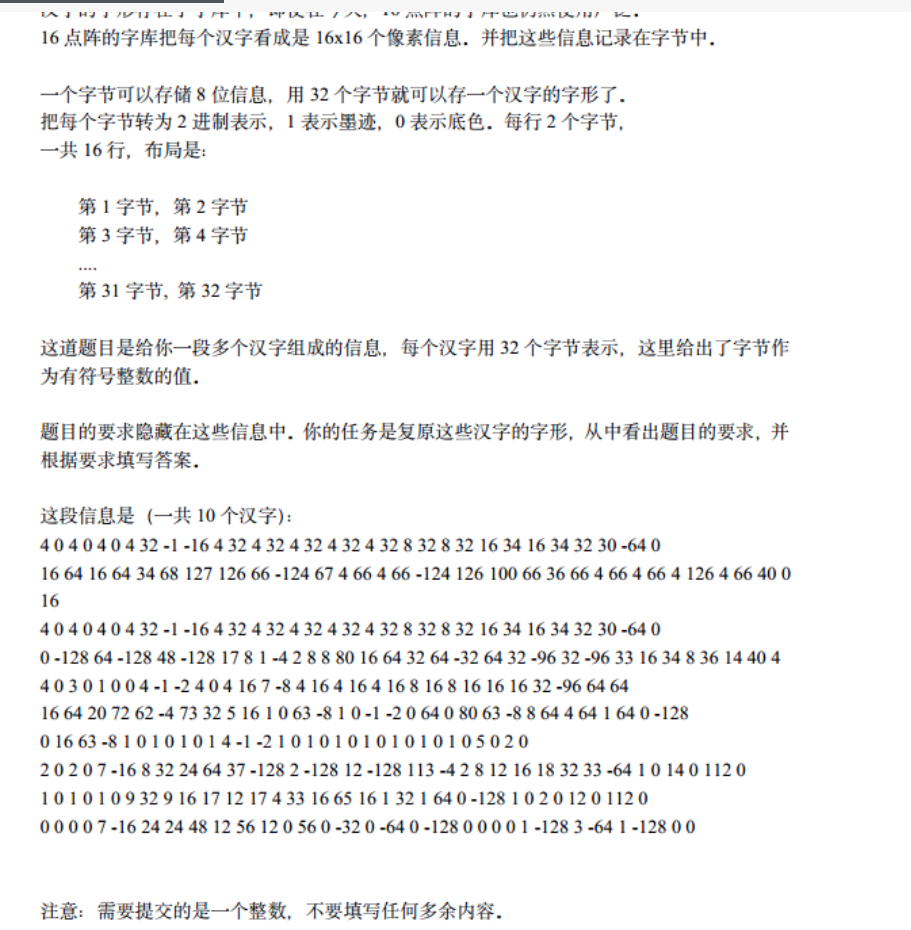 16 点阵的字库把每个汉字看成是 16x16 个像素信息．并把这些信息记录在字节中．
一个字节可以存储 8 位信息，用 32 个字节就可以存一个汉字的字形了．
把每个字节转为 2 进制表示，1 表示墨迹，0 表示底色．每行 2 个字节，
一共 16 行，布局是：
第 1 字节，第 2 字节
第 3 字节，第 4 字节
....
第 31 字节, 第 32 字节
这道题目是给你一段多个汉字组成的信息，每个汉字用 32 个字节表示，这里给出了字节作
为有符号整数的值．
题目的要求隐藏在这些信息中．你的任务是复原这些汉字的字形，从中看出题目的要求，并
根据要求填写答案．
这段信息是（一共 10 个汉字）：
4 0 4 0 4 0 4 32 -1 -16 4 32 4 32 4 32 4 32 4 32 8 32 8 32 16 34 16 34 32 30 -64 0
16 64 16 64 34 68 127 126 66 -124 67 4 66 4 66 -124 126 100 66 36 66 4 66 4 66 4 126 4 66 40 0
16
4 0 4 0 4 0 4 32 -1 -16 4 32 4 32 4 32 4 32 4 32 8 32 8 32 16 34 16 34 32 30 -64 0
0 -128 64 -128 48 -128 17 8 1 -4 2 8 8 80 16 64 32 64 -32 64 32 -96 32 -96 33 16 34 8 36 14 40 4
4 0 3 0 1 0 0 4 -1 -2 4 0 4 16 7 -8 4 16 4 16 4 16 8 16 8 16 16 16 32 -96 64 64
16 64 20 72 62 -4 73 32 5 16 1 0 63 -8 1 0 -1 -2 0 64 0 80 63 -8 8 64 4 64 1 64 0 -128
0 16 63 -8 1 0 1 0 1 0 1 4 -1 -2 1 0 1 0 1 0 1 0 1 0 1 0 1 0 5 0 2 0
2 0 2 0 7 -16 8 32 24 64 37 -128 2 -128 12 -128 113 -4 2 8 12 16 18 32 33 -64 1 0 14 0 112 0
1 0 1 0 1 0 9 32 9 16 17 12 17 4 33 16 65 16 1 32 1 64 0 -128 1 0 2 0 12 0 112 0
0 0 0 0 7 -16 24 24 48 12 56 12 0 56 0 -32 0 -64 0 -128 0 0 0 0 1 -128 3 -64 1 -128 0 0
注意：需要提交的是一个整数，不要填写任何多余内容．